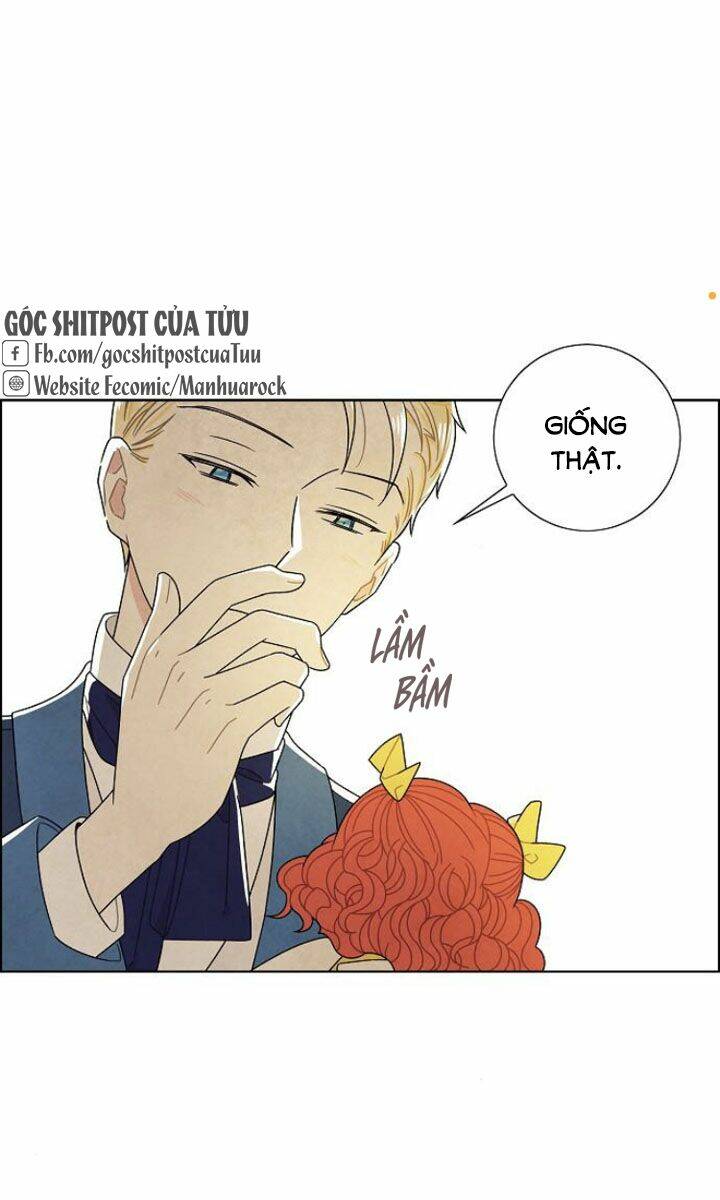 GÓC SHITPOST CỦA TỬU
Fb.com/gocshitpostcuaTuu
Website Fecomic/Manhuarock
GIỐNG
THẬT.
LẦM
BẦM